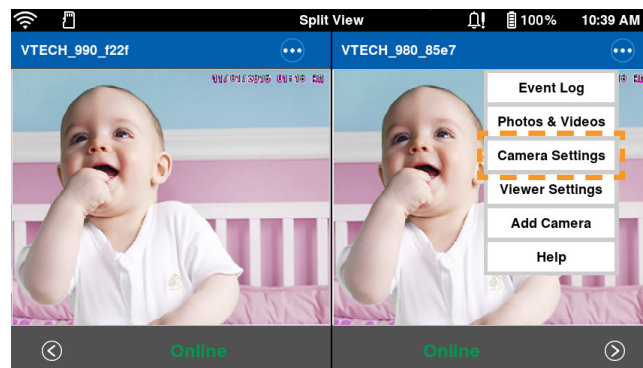 Split View
100%
10:39 AM
VTECH_990_f22f
VTECH_980_85e7
Event Log
Photos & Videos
Camera Settings
Viewer Settings
Add Camera
Help
Online
Online